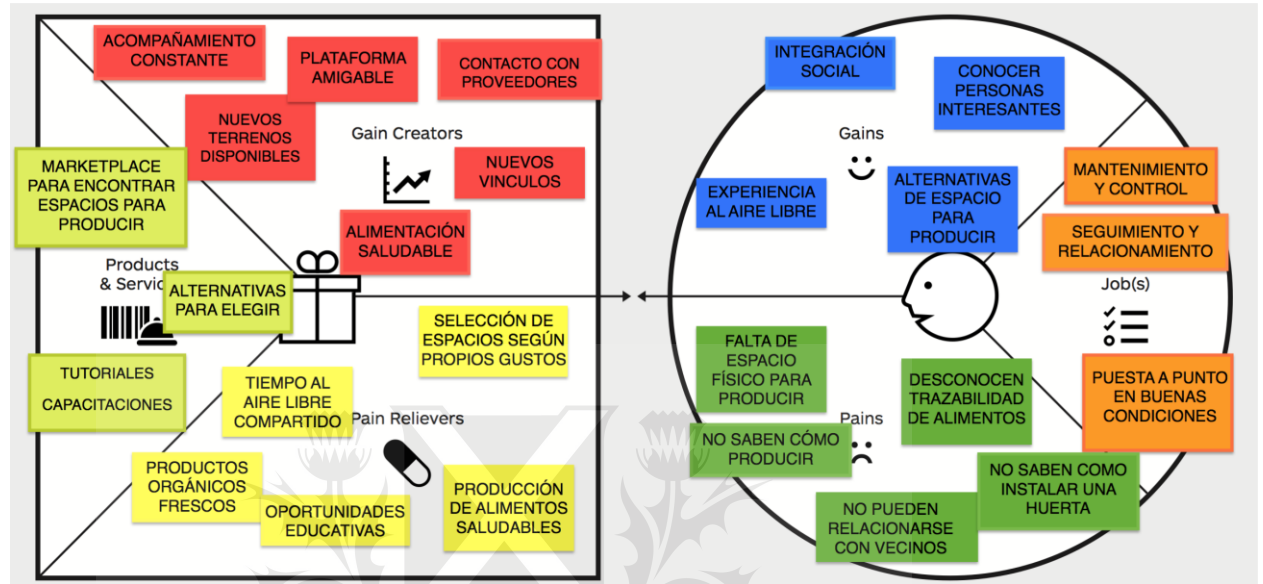 ACOMPAÑAMIENTO
CONSTANTE
PLATAFORMA
AMIGABLE
CONTACTO CON
PROVEEDORES
NUEVOS
TERRENOS
DISPONIBLES
Gain Creators
NUEVOS
VINCULOS
MARKETPLACE
PARA ENCONTRAR
ESPACIOS PARA
PRODUCIR
ALIMENTACIÓN
SALUDABLE
Products
& Servic
ALTERNATIVAS
PARA ELEGIR
SELECCIÓN DE
ESPACIOS SEGÚN
PROPIOS GUSTOS
TUTORIALES
CAPACITACIONES
TIEMPO AL
AIRE LIBRE
COMPARTIDO
Pain Relievers
PRODUCTOS
ORGÁNICOS
FRESCOS
OPORTUNIDADES
EDUCATIVAS
PRODUCCIÓN
DE ALIMENTOS
SALUDABLES
INTEGRACIÓN
SOCIAL
CONOCER
PERSONAS
INTERESANTES
Gains
EXPERIENCIA
AL AIRE LIBRE
ALTERNATIVAS
DE ESPACIO
PARA
PRODUCIR
MANTENIMIENTO
Y CONTROL
SEGUIMIENTO Y
RELACIONAMIENTO
Job(s)
FALTA DE
ESPACIO
FÍSICO PARA
PRODUCIR
DESCONOCEN
TRAZABILIDAD
DE ALIMENTOS
PUESTA A PUNTO
EN BUENAS
CONDICIONES
Pains
NO SABEN CÓMO
PRODUCIR
NO SABEN COMO
INSTALAR UNA
HUERTA
NO PUEDEN
RELACIONARSE
CON VECINOS